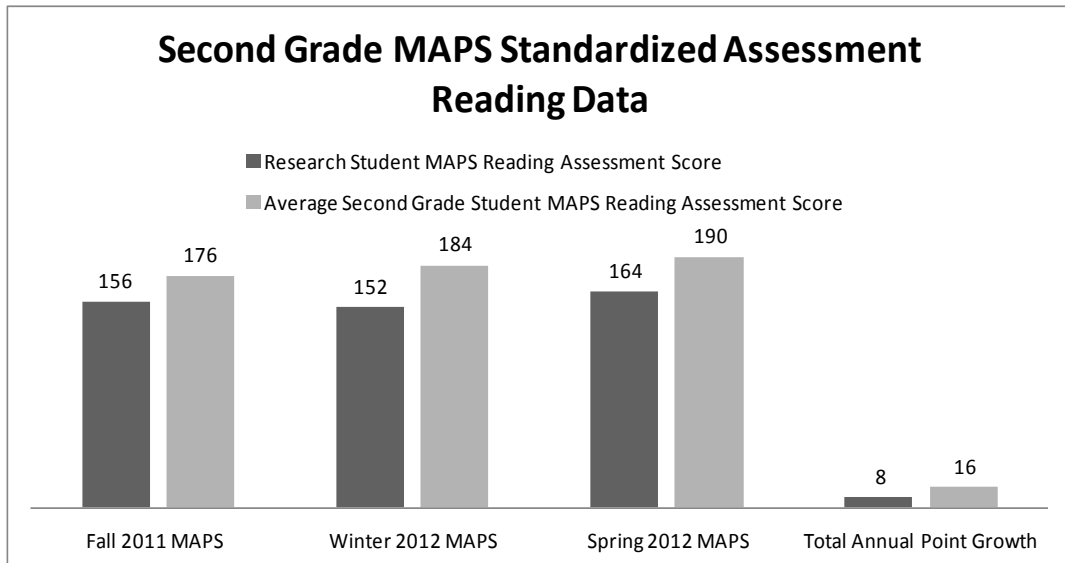 Second Grade MAPS Standardized Assessment
Reading Data
Research Student MAPS Reading Assessment Score
Average Second Grade Student MAPS Reading Assessment Score
156
176
152
184
164
190
8
16
Fall 2011 MAPS
Winter 2012 MAPS
Spring 2012 MAPS
Total Annual Point Growth